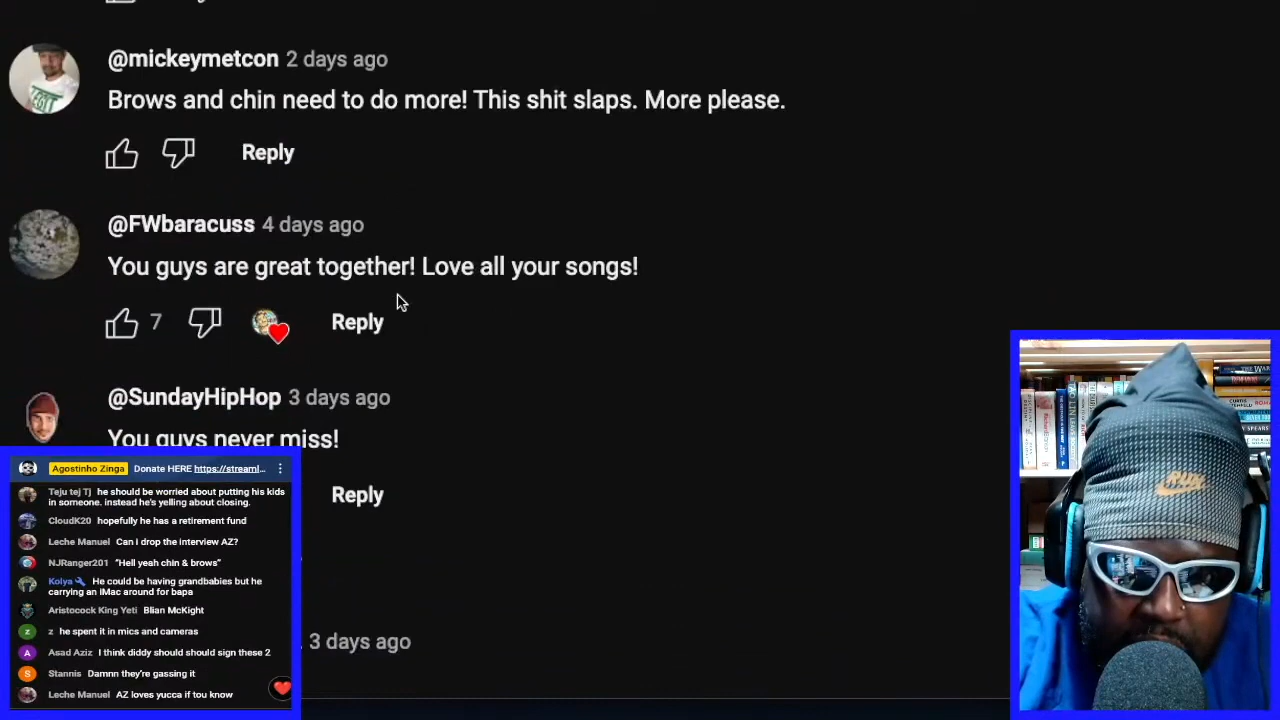 @mickeymetcon 2 days ago
Brows and chin need to do more! This shit slaps. More please.
Reply
@FWbaracuss 4 days ago
You guys are great together! Love all your songs!
7
Reply
@SundayHipHop 3 days ago
You guys never miss!
Reply
3 days ago
Agostinho Zinga Donate HERE https://streaml...
Teju tej Tj he should be worried about putting his kids
in someone. instead he's yelling about closing.
CloudK20 hopefully he has a retirement fund
Leche Manuel Can I drop the interview AZ?
NJRanger201 "Hell yeah chin & brows"
Kolya He could be having grandbabies but he
carrying an iMac around for bapa
Aristocock King Yeti Blian McKight
z z he spent it in mics and cameras
A Asad Aziz I think diddy should should sign these 2
S Stannis Damnn they're gassing it
Leche Manuel AZ loves yucca if tou know
RUN